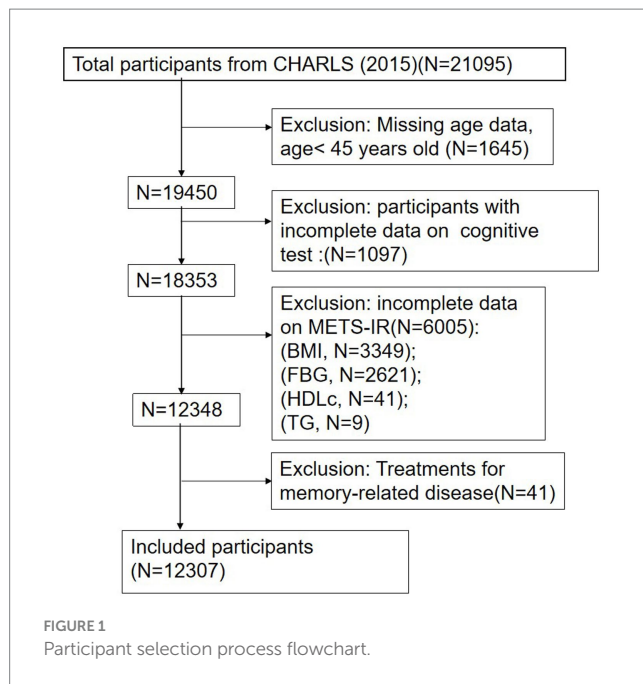 Total participants from CHARLS (2015)(N=21095)
Exclusion: Missing age data,
age< 45 years old (N=1645)
N=19450
Exclusion: participants with
incomplete data on cognitive
test :(N=1097)
N=18353
Exclusion: incomplete data
on METS-IR(N=6005):
(BMI, N=3349);
(FBG, N=2621);
(HDLc, N=41);
(TG, N=9)
N=12348
Exclusion: Treatments for
memory-related disease(N=41)
Included participants
(N=12307)
FIGURE 1
Participant selection process flowchart.